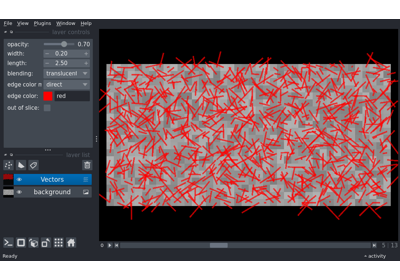 File View Plugins Window Help
layer controls
opacity: 0.70
width: 0.20
length: 2.50
blending: translucent
edge color m direct
edge color: red
out of slice:
layer list
Vectors
background
0 5 13
Ready activity